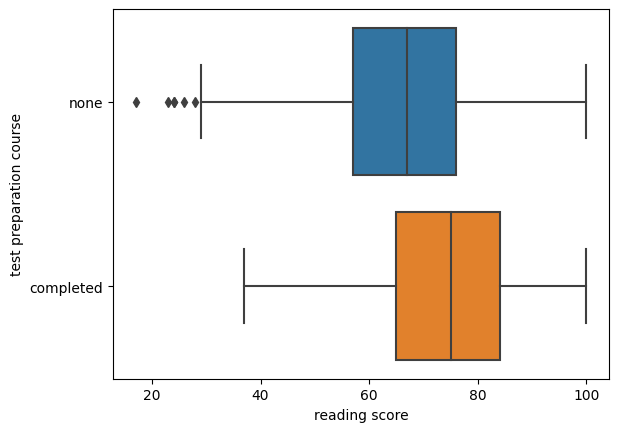 test preparation course
none
completed
20 40 60 80 100
reading score